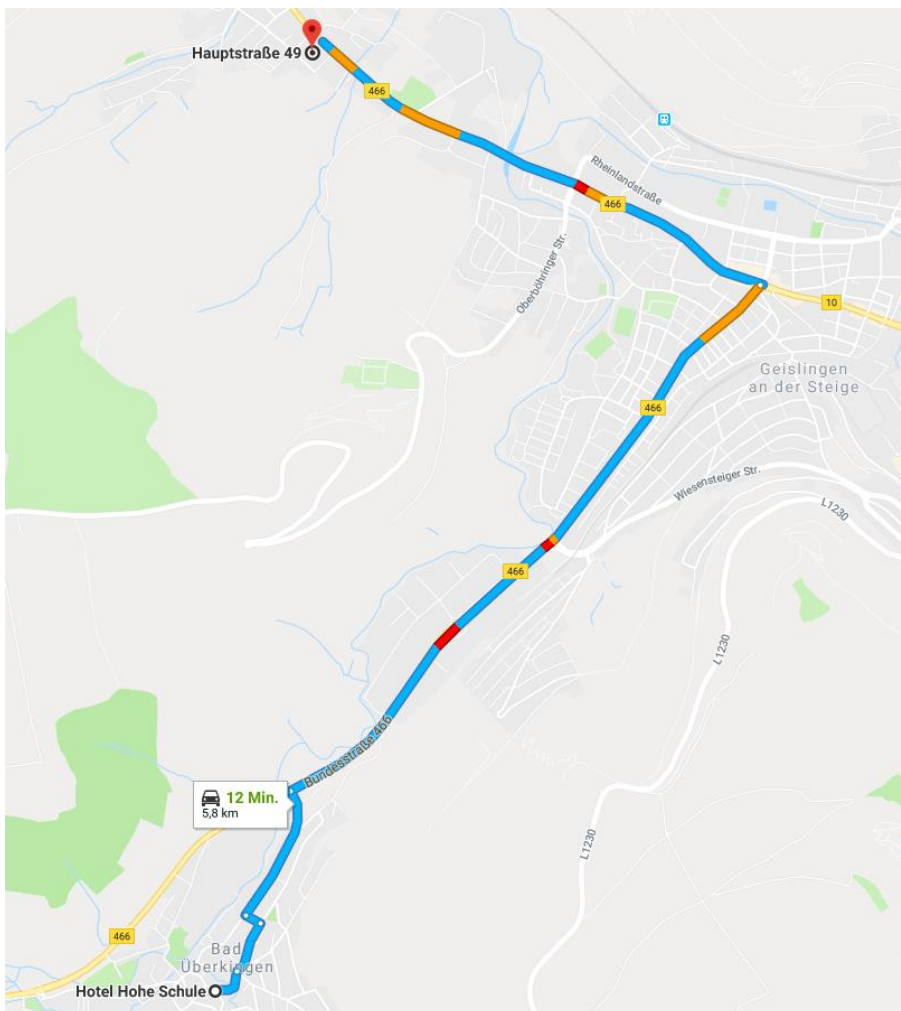 Hauptstraße 49
466
Rheinlandstraße
466
Oberböhringer Str.
10
Geislingen
an der Steige
466
Wiesensteiger Str.
L1230
466
L1230
Bundesstraße 466
12 Min.
5,8 km
L1230
466
Bad
Überkingen
Hotel Hohe Schule